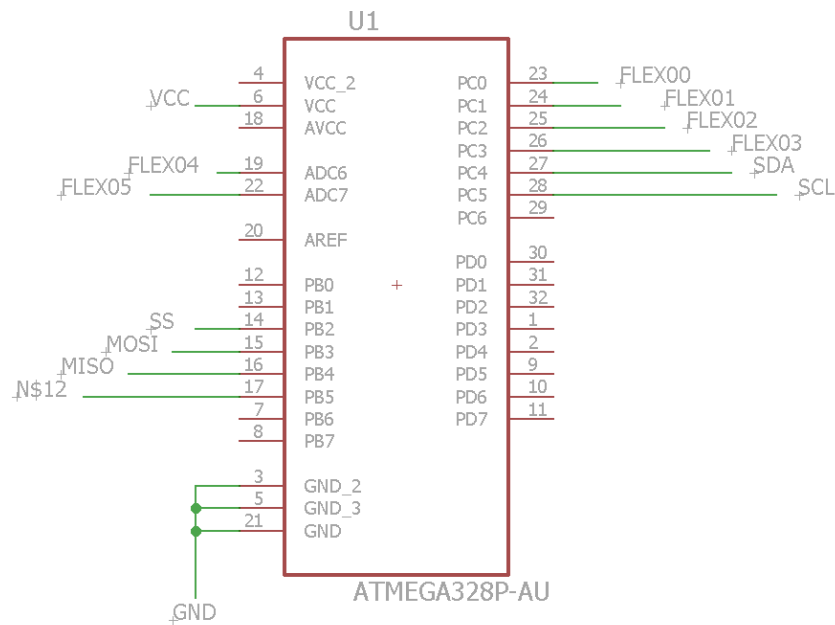 U1
4 VCC_2 PC0 23 FLEX00
VCC 6 VCC PC1 24 FLEX01
18 AVCC PC2 25 FLEX02
PC3 26 FLEX03
FLEX04 19 ADC6 PC4 27 SDA
FLEX05 22 ADC7 PC5 28 SCL
PC6 29
20 AREF
PD0 30
12 PB0 PD1 31
13 PB1 PD2 32
SS 14 PB2 PD3 1
MOSI 15 PB3 PD4 2
MISO 16 PB4 PD5 9
N$12 17 PB5 PD6 10
7 PB6 PD7 11
8 PB7
3 GND_2
5 GND_3
21 GND
ATMEGA328P-AU
GND